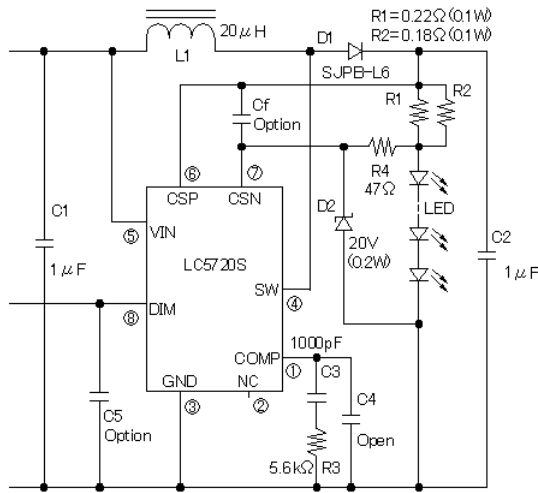 20μH
L1
D1
SJPB-L6
R1=0.22Ω(0.1W)
R2=0.18Ω(0.1W)
R1
R2
Cf
Option
⑥
⑦
CSP
CSN
R4
47Ω
D2
20V
(0.2W)
LED
C1
1μF
⑤
VIN
LC5720S
SW
④
C2
1μF
⑧
DIM
COMP
①
1000pF
GND
NC
③
②
C3
C4
Open
C5
Option
5.6kΩ
R3